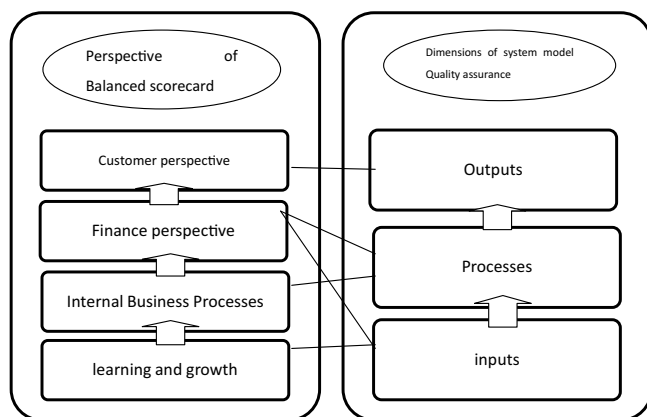 Perspective of
Balanced scorecard
Customer perspective
Finance perspective
Internal Business Processes
learning and growth
Dimensions of system model
Quality assurance
Outputs
Processes
inputs